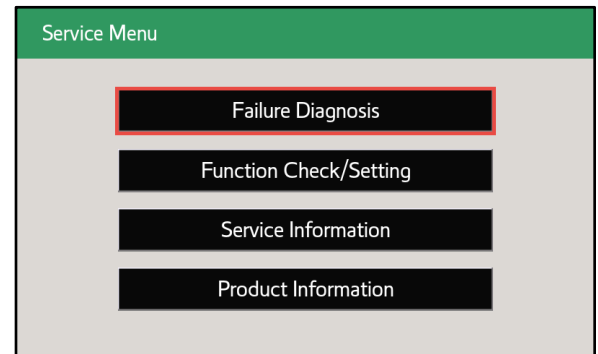 Service Menu
Failure Diagnosis
Function Check/Setting
Service Information
Product Information